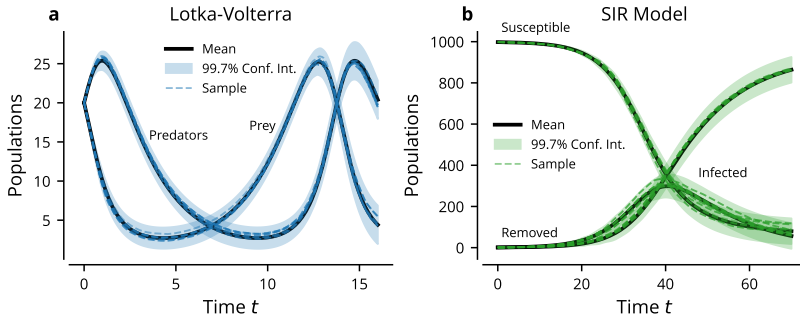 a
Lotka-Volterra
Populations
25
20
15
10
5
Mean
99.7% Conf. Int.
Sample
Predators
Prey
0
5
10
15
Time t
b
SIR Model
Populations
1000
800
600
400
200
0
Susceptible
Mean
99.7% Conf. Int.
Sample
Infected
Removed
0
20
40
60
Time t